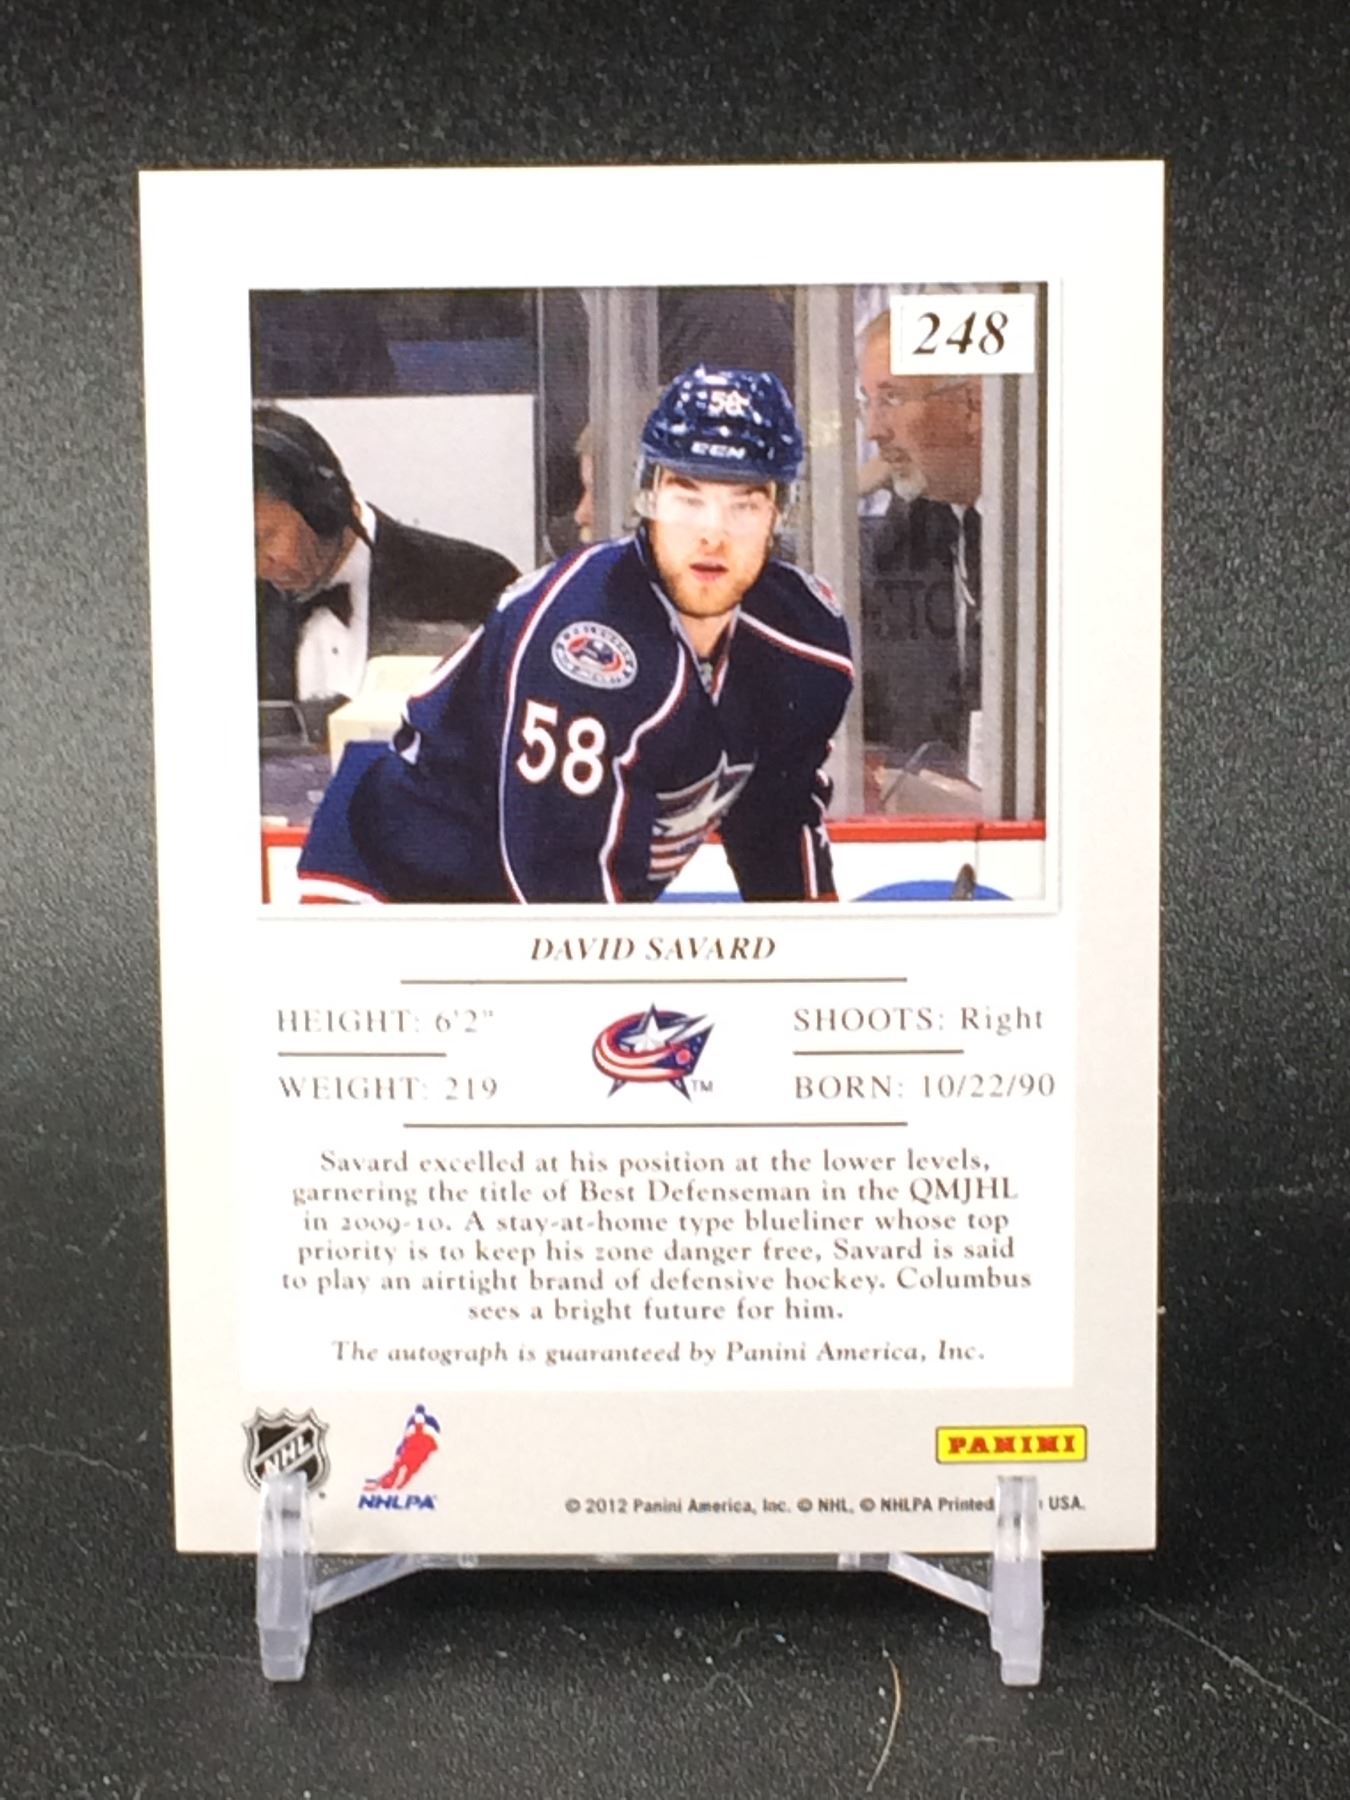 248
58
CCM
58
DAVID SAVARD
HEIGHT: 6'2"
SHOOTS: Right
WEIGHT: 219
TM
BORN: 10/22/90
Savard excelled at his position at the lower levels,
garnering the title of Best Defenseman in the QMJHL
in 2009-10. A stay-at-home type blueliner whose top
priority is to keep his zone danger free, Savard is said
to play an airtight brand of defensive hockey. Columbus
sees a bright future for him.
The autograph is guaranteed by Panini America, Inc.
NHL
NHLPA
PANINI
© 2012 Panini America, Inc. © NHL, © NHLPA Printed USA.